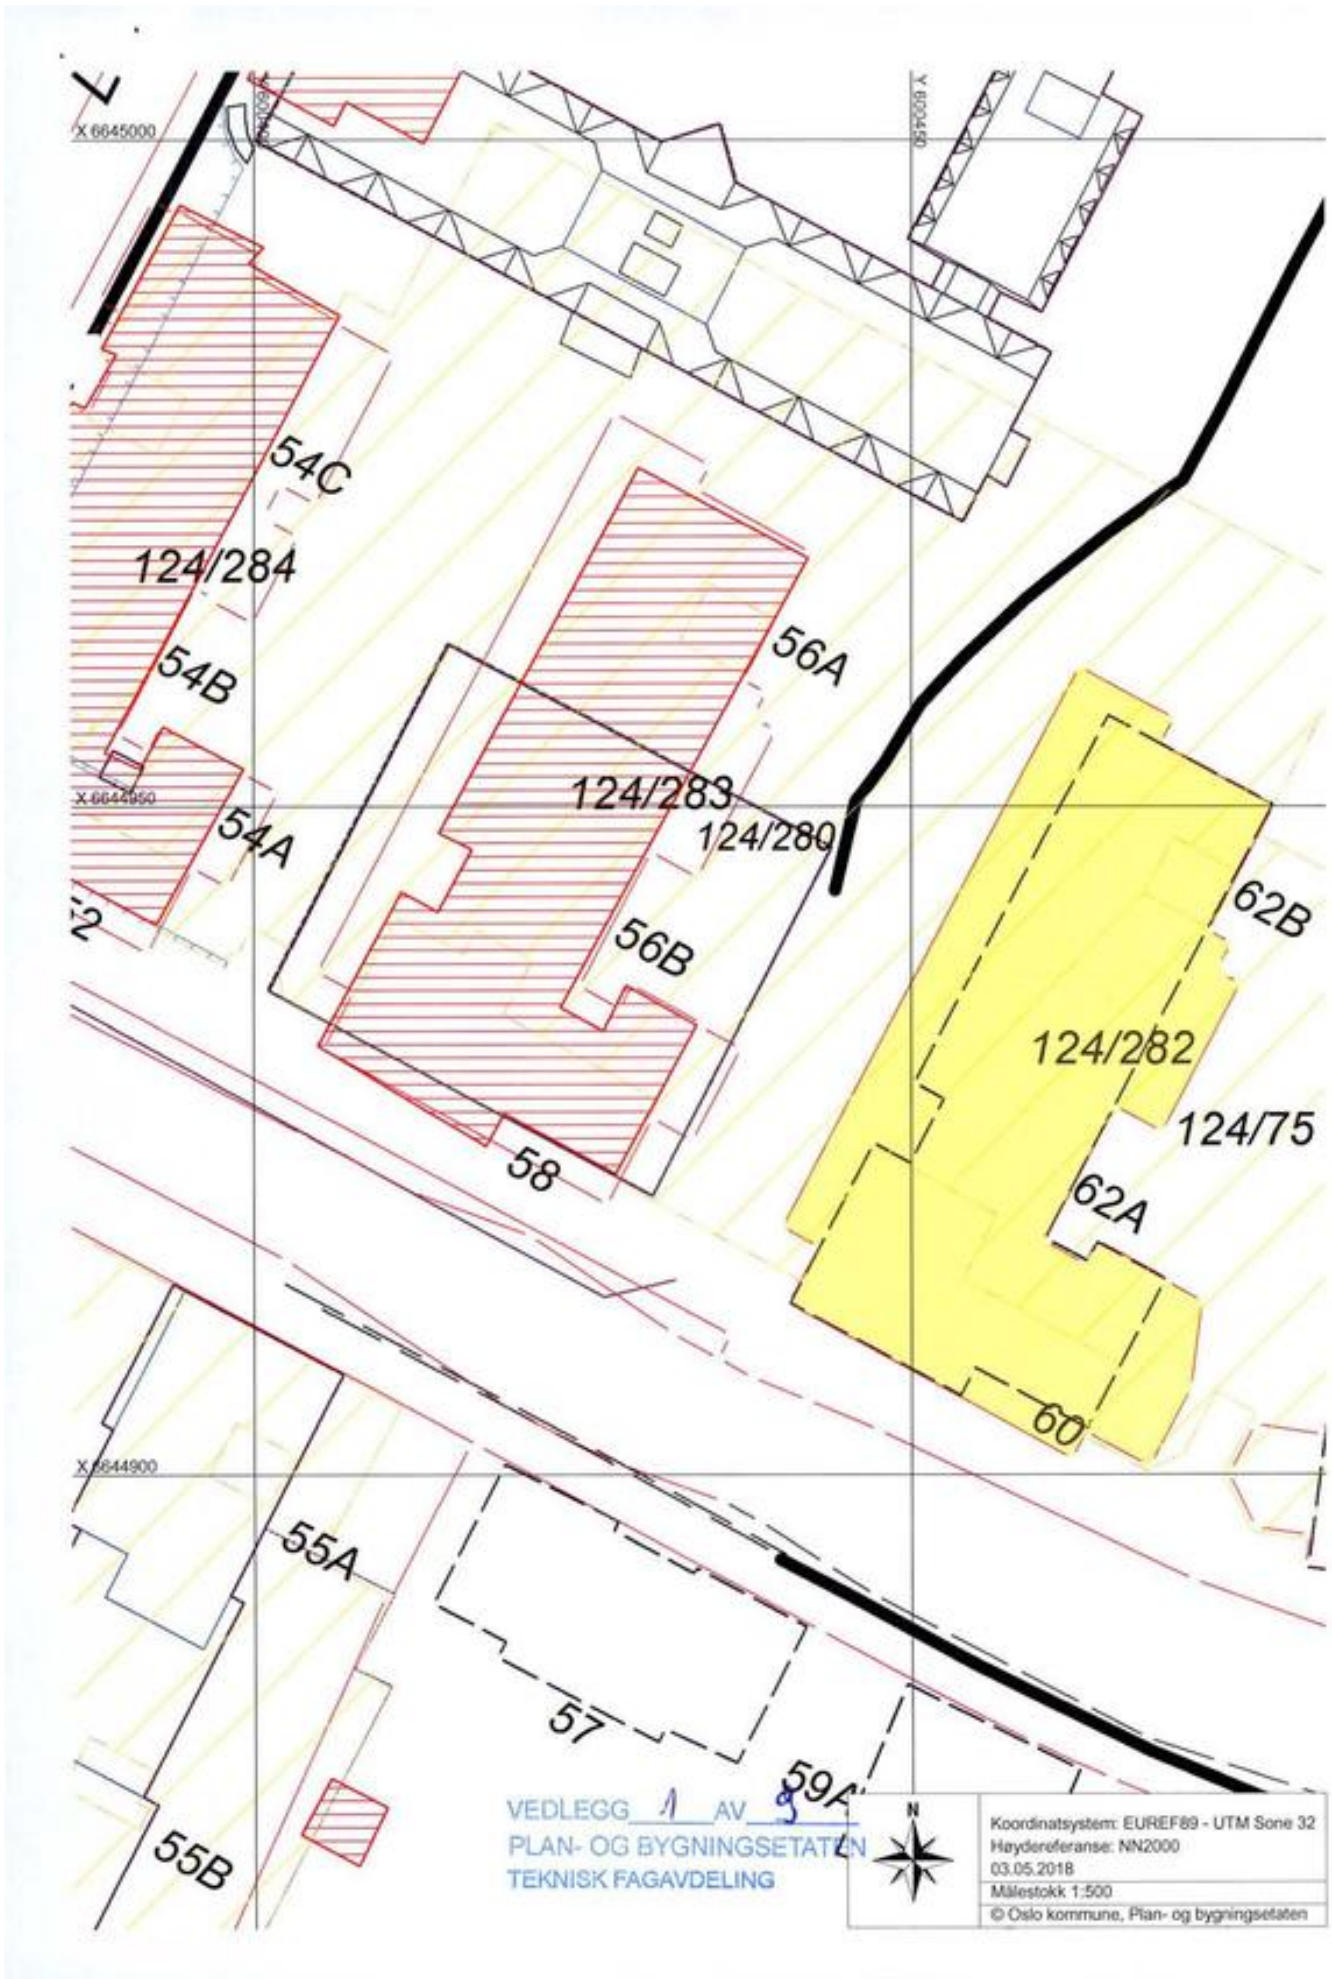 X 6645000
Y 600450
54C
124/284
56A
54B
124/283
X 6644950
124/280
54A
62B
56B
124/282
124/75
58
62A
60
X 6644900
55A
57
59A
VEDLEGG 1 AV 9
PLAN- OG BYGNINGSETATEN
TEKNISK FAGAVDELING
55B
N
Koordinatsystem: EUREF89 - UTM Sone 32
Høydereferanse: NN2000
03.05.2018
Målestokk 1:500
© Oslo kommune, Plan- og bygningsetaten